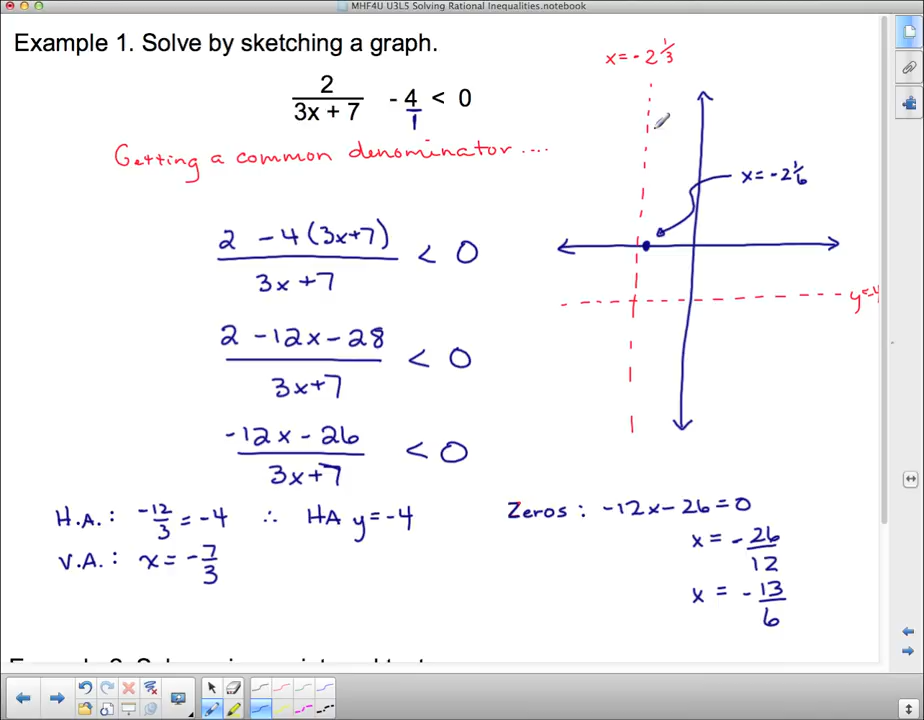 MHF4U U3L5 Solving Rational Inequalities.notebook
Example 1. Solve by sketching a graph.
2/(3x + 7) - 4/1 < 0
Getting a common denominator ....
(2 - 4(3x+7))/(3x+7) < 0
(2 - 12x - 28)/(3x+7) < 0
(-12x - 26)/(3x+7) < 0
H.A.: -12/3 = -4 ∴ HA y = -4
V.A.: x = -7/3
x = -2 1/3
x = -2 1/6
y = -4
Zeros: -12x - 26 = 0
x = -26/12
x = -13/6